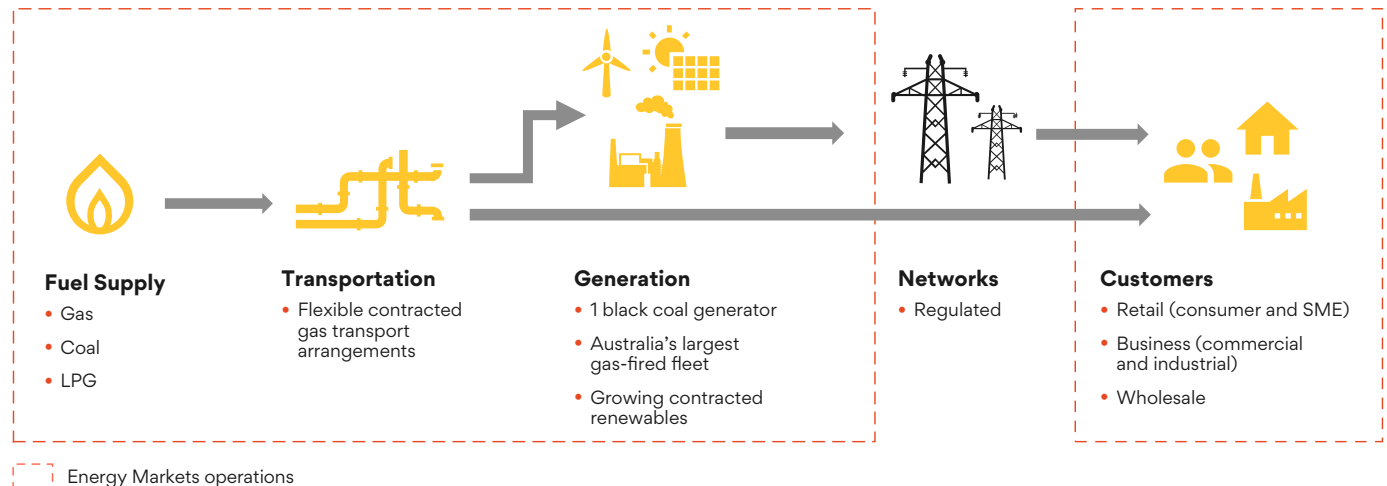 Fuel Supply
• Gas
• Coal
• LPG
Transportation
• Flexible contracted
gas transport
arrangements
Generation
• 1 black coal generator
• Australia's largest
gas-fired fleet
• Growing contracted
renewables
Networks
• Regulated
Customers
• Retail (consumer and SME)
• Business (commercial
and industrial)
• Wholesale
Energy Markets operations